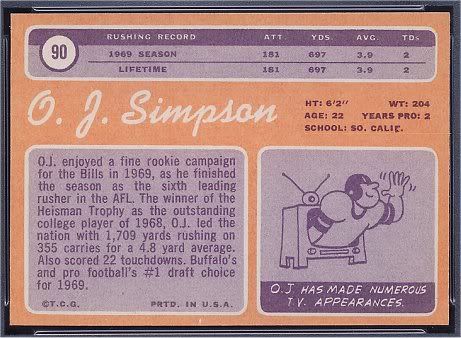 90
RUSHING RECORD ATT. YDS. AVG. TDs
1969 SEASON 181 697 3.9 2
LIFETIME 181 697 3.9 2
O. J. Simpson
HT: 6'2" WT: 204
AGE: 22 YEARS PRO: 2
SCHOOL: SO. CALIF.
O.J. enjoyed a fine rookie campaign
for the Bills in 1969, as he finished
the season as the sixth leading
rusher in the AFL. The winner of the
Heisman Trophy as the outstanding
college player of 1968, O.J. led the
nation with 1,709 yards rushing on
355 carries for a 4.8 yard average.
Also scored 22 touchdowns. Buffalo's
and pro football's #1 draft choice
for 1969.
©T.C.G. PRTD. IN U.S.A.
O.J HAS MADE NUMEROUS
T.V. APPEARANCES.